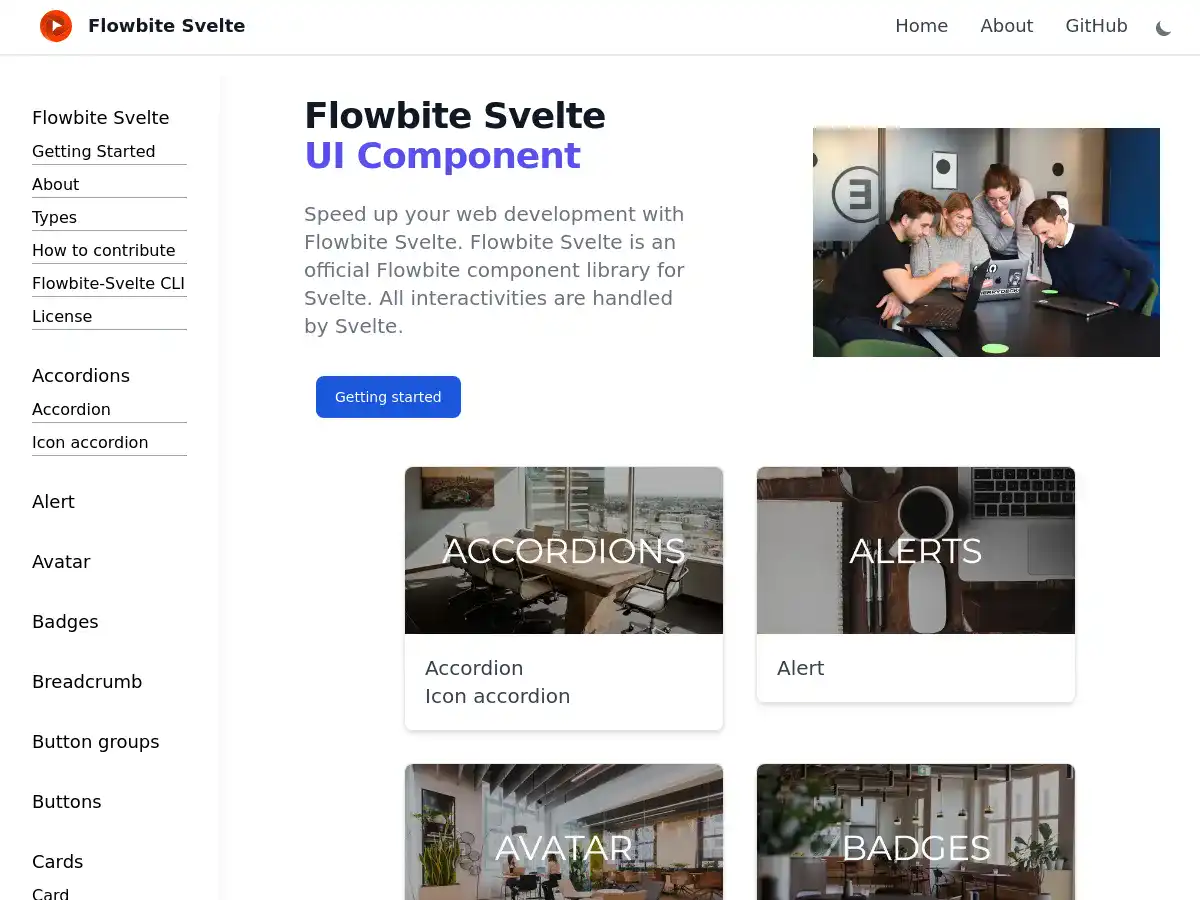 Flowbite Svelte
Home
About
GitHub
Flowbite Svelte
Getting Started
About
Types
How to contribute
Flowbite-Svelte CLI
License
Accordions
Accordion
Icon accordion
Alert
Avatar
Badges
Breadcrumb
Button groups
Buttons
Cards
Card
Flowbite Svelte
UI Component
Speed up your web development with
Flowbite Svelte. Flowbite Svelte is an
official Flowbite component library for
Svelte. All interactivities are handled
by Svelte.
Getting started
ACCORDIONS
Accordion
Icon accordion
ALERTS
Alert
AVATAR
BADGES